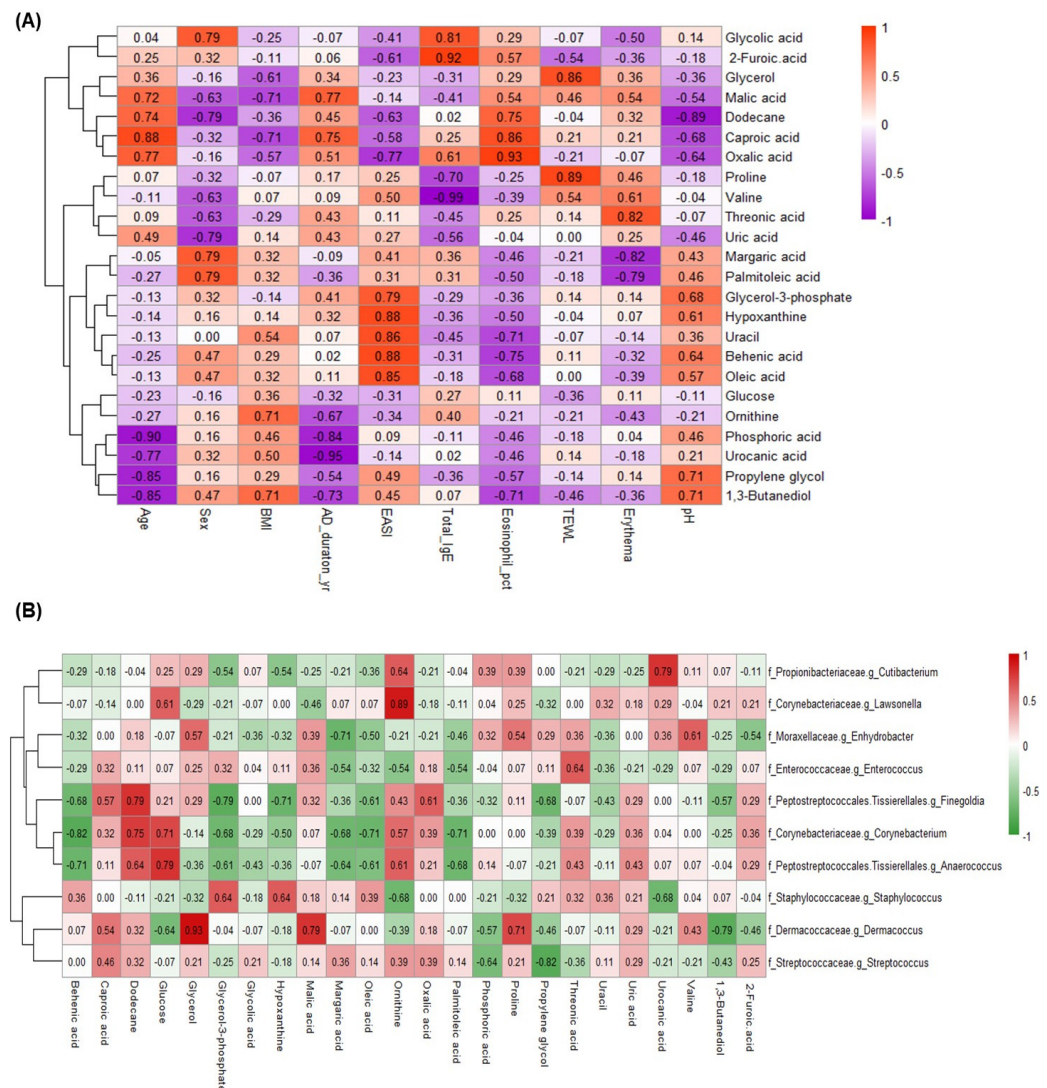 (A)
0.04 0.79 -0.25 -0.07 -0.41 0.81 0.29 -0.07 -0.50 0.14 Glycolic acid
0.25 0.32 -0.11 0.06 -0.61 0.92 0.57 -0.54 -0.36 -0.18 2-Furoic.acid
0.36 -0.16 -0.61 0.34 -0.23 -0.31 0.29 0.86 0.36 -0.36 Glycerol
0.72 -0.63 -0.71 0.77 -0.14 -0.41 0.54 0.46 0.54 -0.54 Malic acid
0.74 -0.79 -0.36 0.45 -0.63 0.02 0.75 -0.04 0.32 -0.89 Dodecane
0.88 -0.32 -0.71 0.75 -0.58 0.25 0.86 0.21 0.21 -0.68 Caproic acid
0.77 -0.16 -0.57 0.51 -0.77 0.61 0.93 -0.21 -0.07 -0.64 Oxalic acid
0.07 -0.32 -0.07 0.17 0.25 -0.70 -0.25 0.89 0.46 -0.18 Proline
-0.11 -0.63 0.07 0.09 0.50 -0.99 -0.39 0.54 0.61 -0.04 Valine
0.09 -0.63 -0.29 0.43 0.11 -0.45 0.25 0.14 0.82 -0.07 Threonic acid
0.49 -0.79 0.14 0.43 0.27 -0.56 -0.04 0.00 0.25 -0.46 Uric acid
-0.05 0.79 0.32 -0.09 0.41 0.36 -0.46 -0.21 -0.82 0.43 Margaric acid
-0.27 0.79 0.32 -0.36 0.31 0.31 -0.50 -0.18 -0.79 0.46 Palmitoleic acid
-0.13 0.32 -0.14 0.41 0.79 -0.29 -0.36 0.14 0.14 0.68 Glycerol-3-phosphate
-0.14 0.16 0.14 0.32 0.88 -0.36 -0.50 -0.04 0.07 0.61 Hypoxanthine
-0.13 0.00 0.54 0.07 0.86 -0.45 -0.71 -0.07 -0.14 0.36 Uracil
-0.25 0.47 0.29 0.02 0.88 -0.31 -0.75 0.11 -0.32 0.64 Behenic acid
-0.13 0.47 0.32 0.11 0.85 -0.18 -0.68 0.00 -0.39 0.57 Oleic acid
-0.23 -0.16 0.36 -0.32 -0.31 0.27 0.11 -0.36 0.11 -0.11 Glucose
-0.27 0.16 0.71 -0.67 -0.34 0.40 -0.21 -0.21 -0.43 -0.21 Ornithine
-0.90 0.16 0.46 -0.84 0.09 -0.11 -0.46 -0.18 0.04 0.46 Phosphoric acid
-0.77 0.32 0.50 -0.95 -0.14 0.02 -0.46 0.14 -0.18 0.21 Urocanic acid
-0.85 0.16 0.29 -0.54 0.49 -0.36 -0.57 -0.14 0.14 0.71 Propylene glycol
-0.85 0.47 0.71 -0.73 0.45 0.07 -0.71 -0.46 -0.36 0.71 1,3-Butanediol
Age Sex BMI AD_duraton_yr EASI Total_IgE Eosinophil_pct TEWL Erythema pH
1
0.5
0
-0.5
-1
(B)
-0.29 -0.18 -0.04 0.25 0.29 -0.54 0.07 -0.54 -0.25 -0.21 -0.36 0.64 -0.21 -0.04 0.39 0.39 0.00 -0.21 -0.29 -0.25 0.79 0.11 0.07 -0.11 f_Propionibacteriaceae.g_Cutibacterium
-0.07 -0.14 0.00 0.61 -0.29 -0.21 -0.07 0.00 -0.46 0.07 -0.07 0.89 -0.18 -0.11 0.04 0.25 -0.32 0.00 0.32 0.18 0.29 -0.04 0.21 0.21 f_Corynebacteriaceae.g_Lawsonella
-0.32 0.00 0.18 -0.07 0.57 -0.21 -0.36 -0.32 0.39 -0.71 -0.50 -0.21 -0.21 -0.46 0.32 0.54 0.29 0.36 -0.36 0.00 0.36 0.61 -0.25 -0.54 f_Moraxellaceae.g_Enhydrobacter
-0.29 0.32 0.11 0.07 0.25 0.32 0.04 0.11 0.36 -0.54 -0.32 -0.54 0.18 -0.54 -0.04 0.07 0.11 0.64 -0.36 -0.21 -0.29 0.07 -0.29 0.07 f_Enterococcaceae.g_Enterococcus
-0.68 0.57 0.79 0.21 0.29 -0.79 0.00 -0.71 0.32 -0.36 -0.61 0.43 0.61 -0.36 -0.32 0.11 -0.68 -0.07 -0.43 0.29 0.00 -0.11 -0.57 0.29 f_Peptostreptococcales.Tissierellales.g_Finegoldia
-0.82 0.32 0.75 0.71 -0.14 -0.68 -0.29 -0.50 0.07 -0.68 -0.71 0.57 0.39 -0.71 0.00 0.00 -0.39 0.39 -0.29 0.36 0.04 0.00 -0.25 0.36 f_Corynebacteriaceae.g_Corynebacterium
-0.71 0.11 0.64 0.79 -0.36 -0.61 -0.43 -0.36 -0.07 -0.64 -0.61 0.61 0.21 -0.68 0.14 -0.07 -0.21 0.43 -0.11 0.43 0.07 0.07 -0.04 0.29 f_Peptostreptococcales.Tissierellales.g_Anaerococcus
0.36 0.00 -0.11 -0.21 -0.32 0.64 0.18 0.64 -0.18 0.21 0.39 -0.68 0.00 0.00 -0.21 -0.32 0.21 0.32 0.36 0.21 -0.68 0.04 0.07 -0.04 f_Staphylococcaceae.g_Staphylococcus
0.07 0.54 0.32 -0.64 0.93 -0.04 -0.07 -0.18 0.79 -0.21 -0.04 -0.39 0.18 -0.07 -0.57 0.71 -0.46 -0.07 -0.11 0.29 -0.21 0.43 -0.79 -0.46 f_Dermacoccaceae.g_Dermacoccus
0.00 0.46 0.32 -0.07 0.21 -0.25 0.21 -0.18 0.14 0.36 0.14 0.39 0.39 0.14 -0.64 0.21 -0.82 -0.36 0.11 0.29 -0.21 -0.21 -0.43 0.25 f_Streptococcaceae.g_Streptococcus
Behenic acid Caproic acid Dodecane Glucose Glycerol Glycerol-3-phosphate Glycolic acid Hypoxanthine Malic acid Margaric acid Oleic acid Ornithine Oxalic acid Palmitoleic acid Phosphoric acid Proline Propylene glycol Threonic acid Uracil Uric acid Urocanic acid Valine 1,3-Butanediol 2-Furoic.acid
1
0.5
0
-0.5
-1